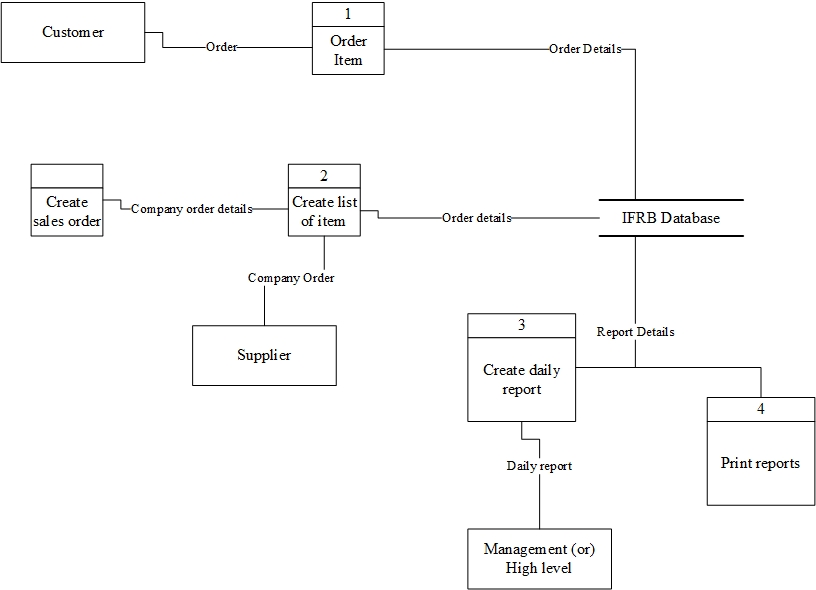 Customer
Order
1
Order
Item
Order Details
Create
sales order
Company order details
2
Create list
of item
Order details
IFRB Database
Company Order
Supplier
Report Details
3
Create daily
report
4
Print reports
Daily report
Management (or)
High level